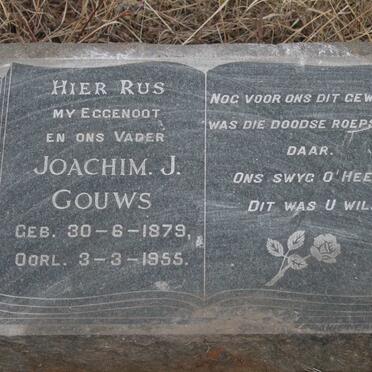 HIER RUS
MY EGGENOOT
EN ONS VADER
JOACHIM. J.
GOUWS
GEB. 30-6-1879,
OORL. 3-3-1955.
NOG VOOR ONS DIT
WAS DIE DOODSE
DAAR.
ONS SWYG O'
DIT WAS U WIL